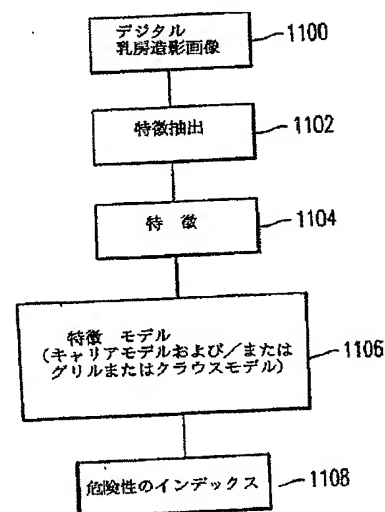 デジタル
乳房造影画像
1100
特徴抽出
1102
特 徴
1104
特徴 モデル
(キャリアモデルおよび/または
グリルまたはクラウスモデル)
1106
危険性のインデックス
1108